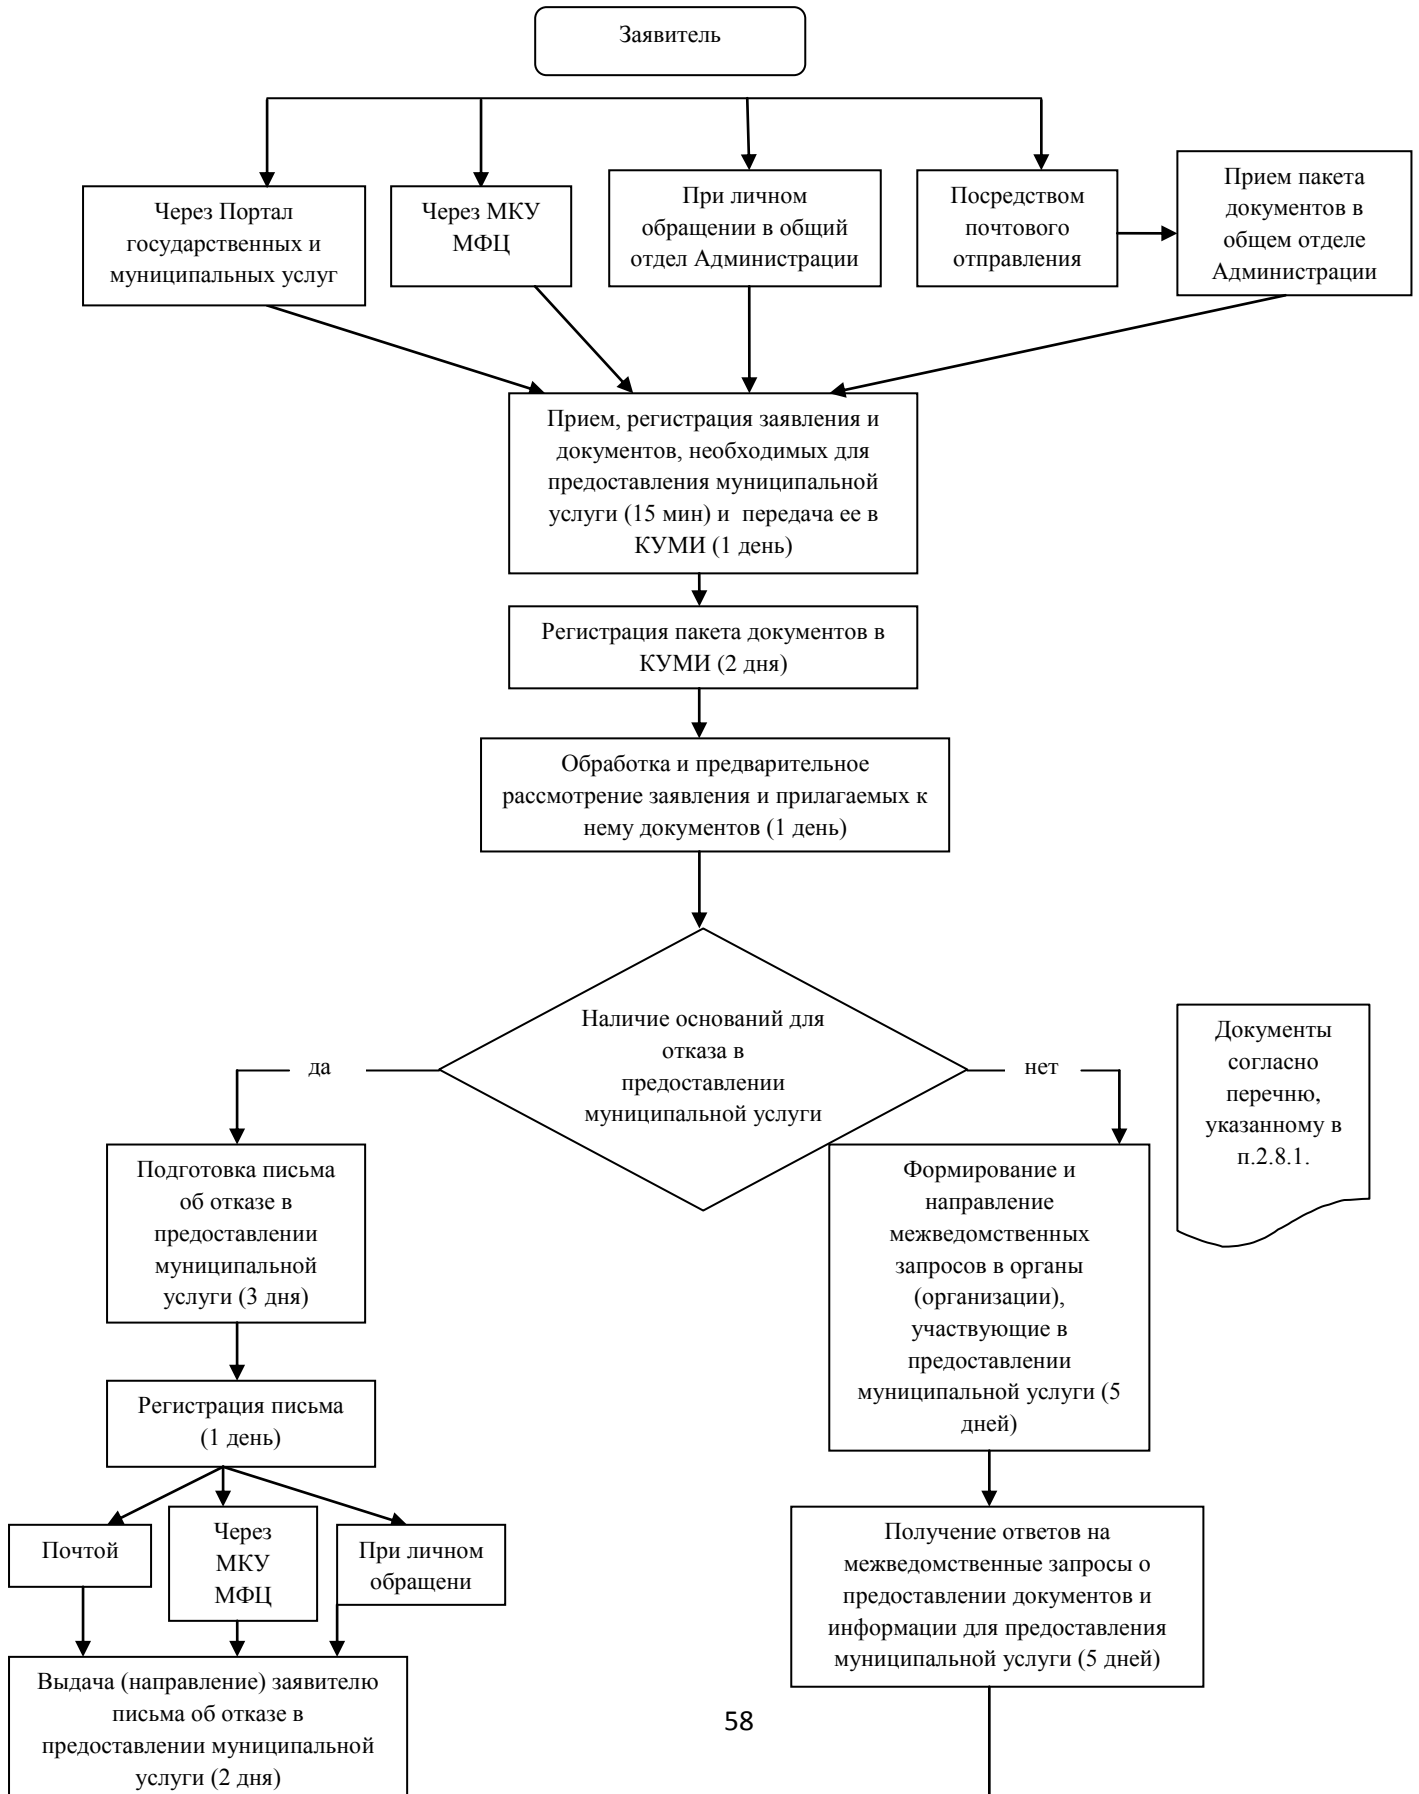 Заявитель
Через Портал
государственных и
муниципальных услуг
Через МКУ
МФЦ
При личном
обращении в общий
отдел Администрации
Посредством
почтового
отправления
Прием пакета
документов в
общем отделе
Администрации
Прием, регистрация заявления и
документов, необходимых для
предоставления муниципальной
услуги (15 мин) и передача ее в
КУМИ (1 день)
Регистрация пакета документов в
КУМИ (2 дня)
Обработка и предварительное
рассмотрение заявления и прилагаемых к
нему документов (1 день)
Наличие оснований для
отказа в
предоставлении
муниципальной услуги
да
нет
Документы
согласно
перечню,
указанному в
п.2.8.1.
Подготовка письма
об отказе в
предоставлении
муниципальной
услуги (3 дня)
Формирование и
направление
межведомственных
запросов в органы
(организации),
участвующие в
предоставлении
муниципальной услуги (5
дней)
Регистрация письма
(1 день)
Почтой
Через
МКУ
МФЦ
При личном
обращени
Получение ответов на
межведомственные запросы о
предоставлении документов и
информации для предоставления
муниципальной услуги (5 дней)
Выдача (направление) заявителю
письма об отказе в
предоставлении муниципальной
услуги (2 дня)
58